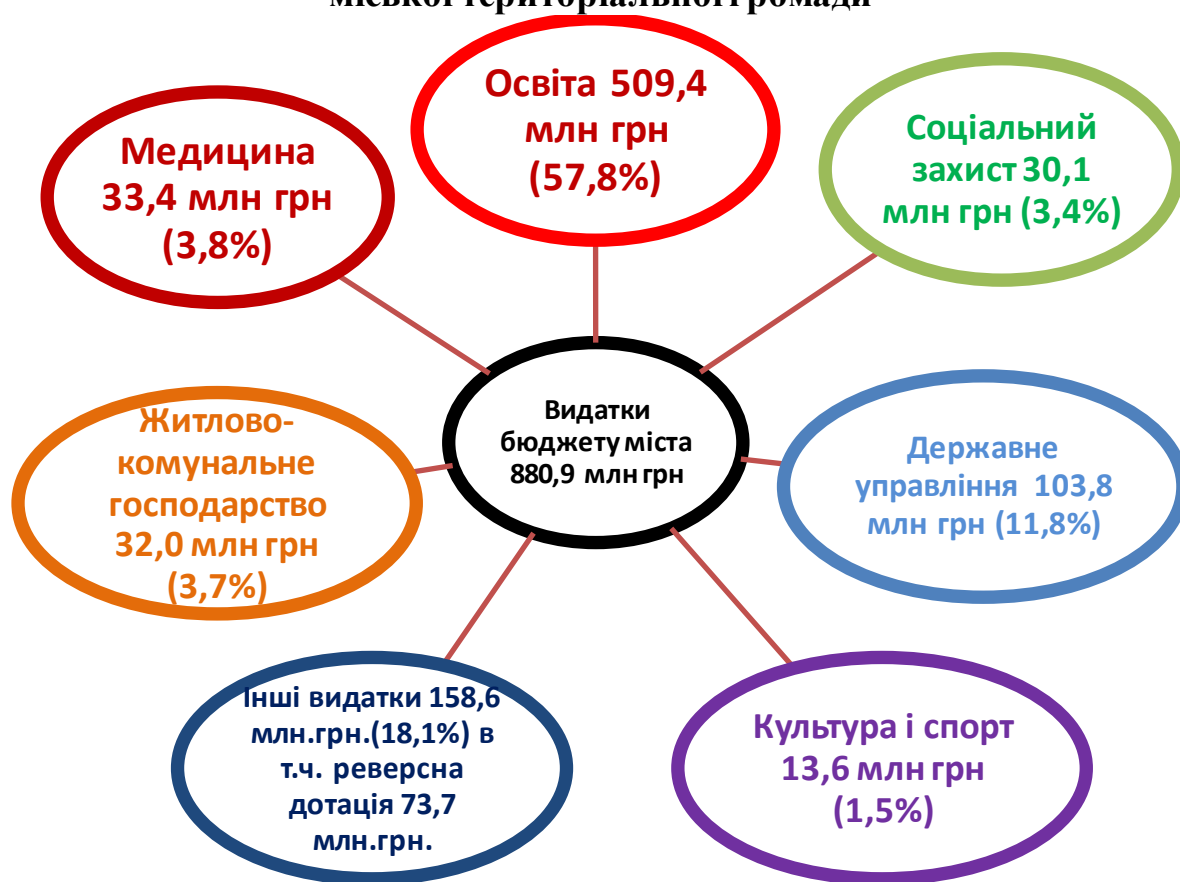 міської територіальної громади
Освіта 509,4
млн грн
(57,8%)
Медицина
33,4 млн грн
(3,8%)
Соціальний
захист 30,1
млн грн (3,4%)
Видатки
бюджету міста
880,9 млн грн
Житлово-
комунальне
господарство
32,0 млн грн
(3,7%)
Державне
управління 103,8
млн грн (11,8%)
Інші видатки 158,6
млн.грн.(18,1%) в
т.ч. реверсна
дотація 73,7
млн.грн.
Культура і спорт
13,6 млн грн
(1,5%)